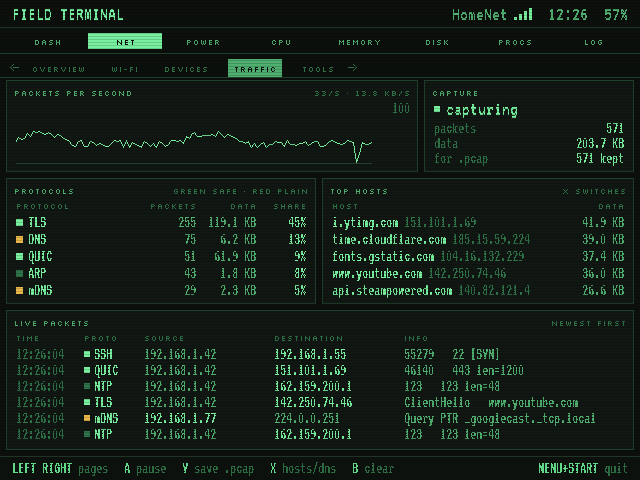 FIELD TERMINAL HomeNet 12:26 57%
DASH NET POWER CPU MEMORY DISK PROCS LOG
OVERVIEW WI-FI DEVICES TRAFFIC TOOLS
PACKETS PER SECOND 33/S · 13.8 KB/S
100
CAPTURE
capturing
packets 571
data 203.7 KB
for .pcap 571 kept
PROTOCOLS GREEN SAFE · RED PLAIN
PROTOCOL PACKETS DATA SHARE
TLS 255 119.1 KB 45%
DNS 75 6.2 KB 13%
QUIC 51 61.9 KB 9%
ARP 43 1.8 KB 8%
mDNS 29 2.3 KB 5%
TOP HOSTS X SWITCHES
HOST DATA
i.ytimg.com 151.101.1.69 41.9 KB
time.cloudflare.com 185.15.59.224 39.0 KB
fonts.gstatic.com 104.16.132.229 37.4 KB
www.youtube.com 142.250.74.46 36.0 KB
api.steampowered.com 140.82.121.4 26.6 KB
LIVE PACKETS NEWEST FIRST
TIME PROTO SOURCE DESTINATION INFO
12:26:04 SSH 192.168.1.42 192.168.1.55 55279 22 [SYN]
12:26:04 QUIC 192.168.1.42 151.101.1.69 46140 443 len=1200
12:26:04 NTP 192.168.1.42 162.159.200.1 123 123 len=48
12:26:04 TLS 192.168.1.42 142.250.74.46 ClientHello www.youtube.com
12:26:04 mDNS 192.168.1.77 224.0.0.251 Query PTR _googlecast._tcp.local
12:26:04 NTP 192.168.1.42 162.159.200.1 123 123 len=48
LEFT RIGHT pages A pause Y save .pcap X hosts/dns B clear MENU+START quit